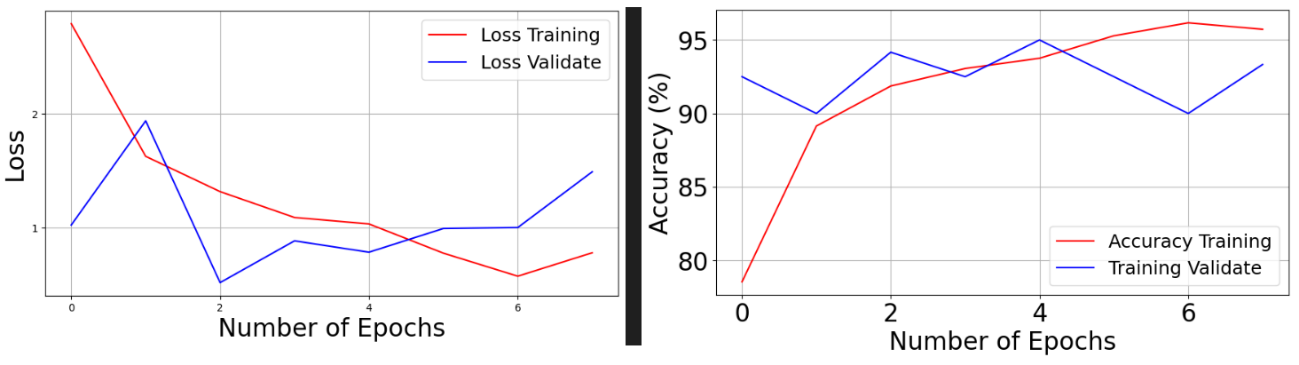 Loss Training
Loss Validate
2
1
Loss
0
2
4
6
Number of Epochs
95
90
85
80
Accuracy (%)
Accuracy Training
Training Validate
0
2
4
6
Number of Epochs